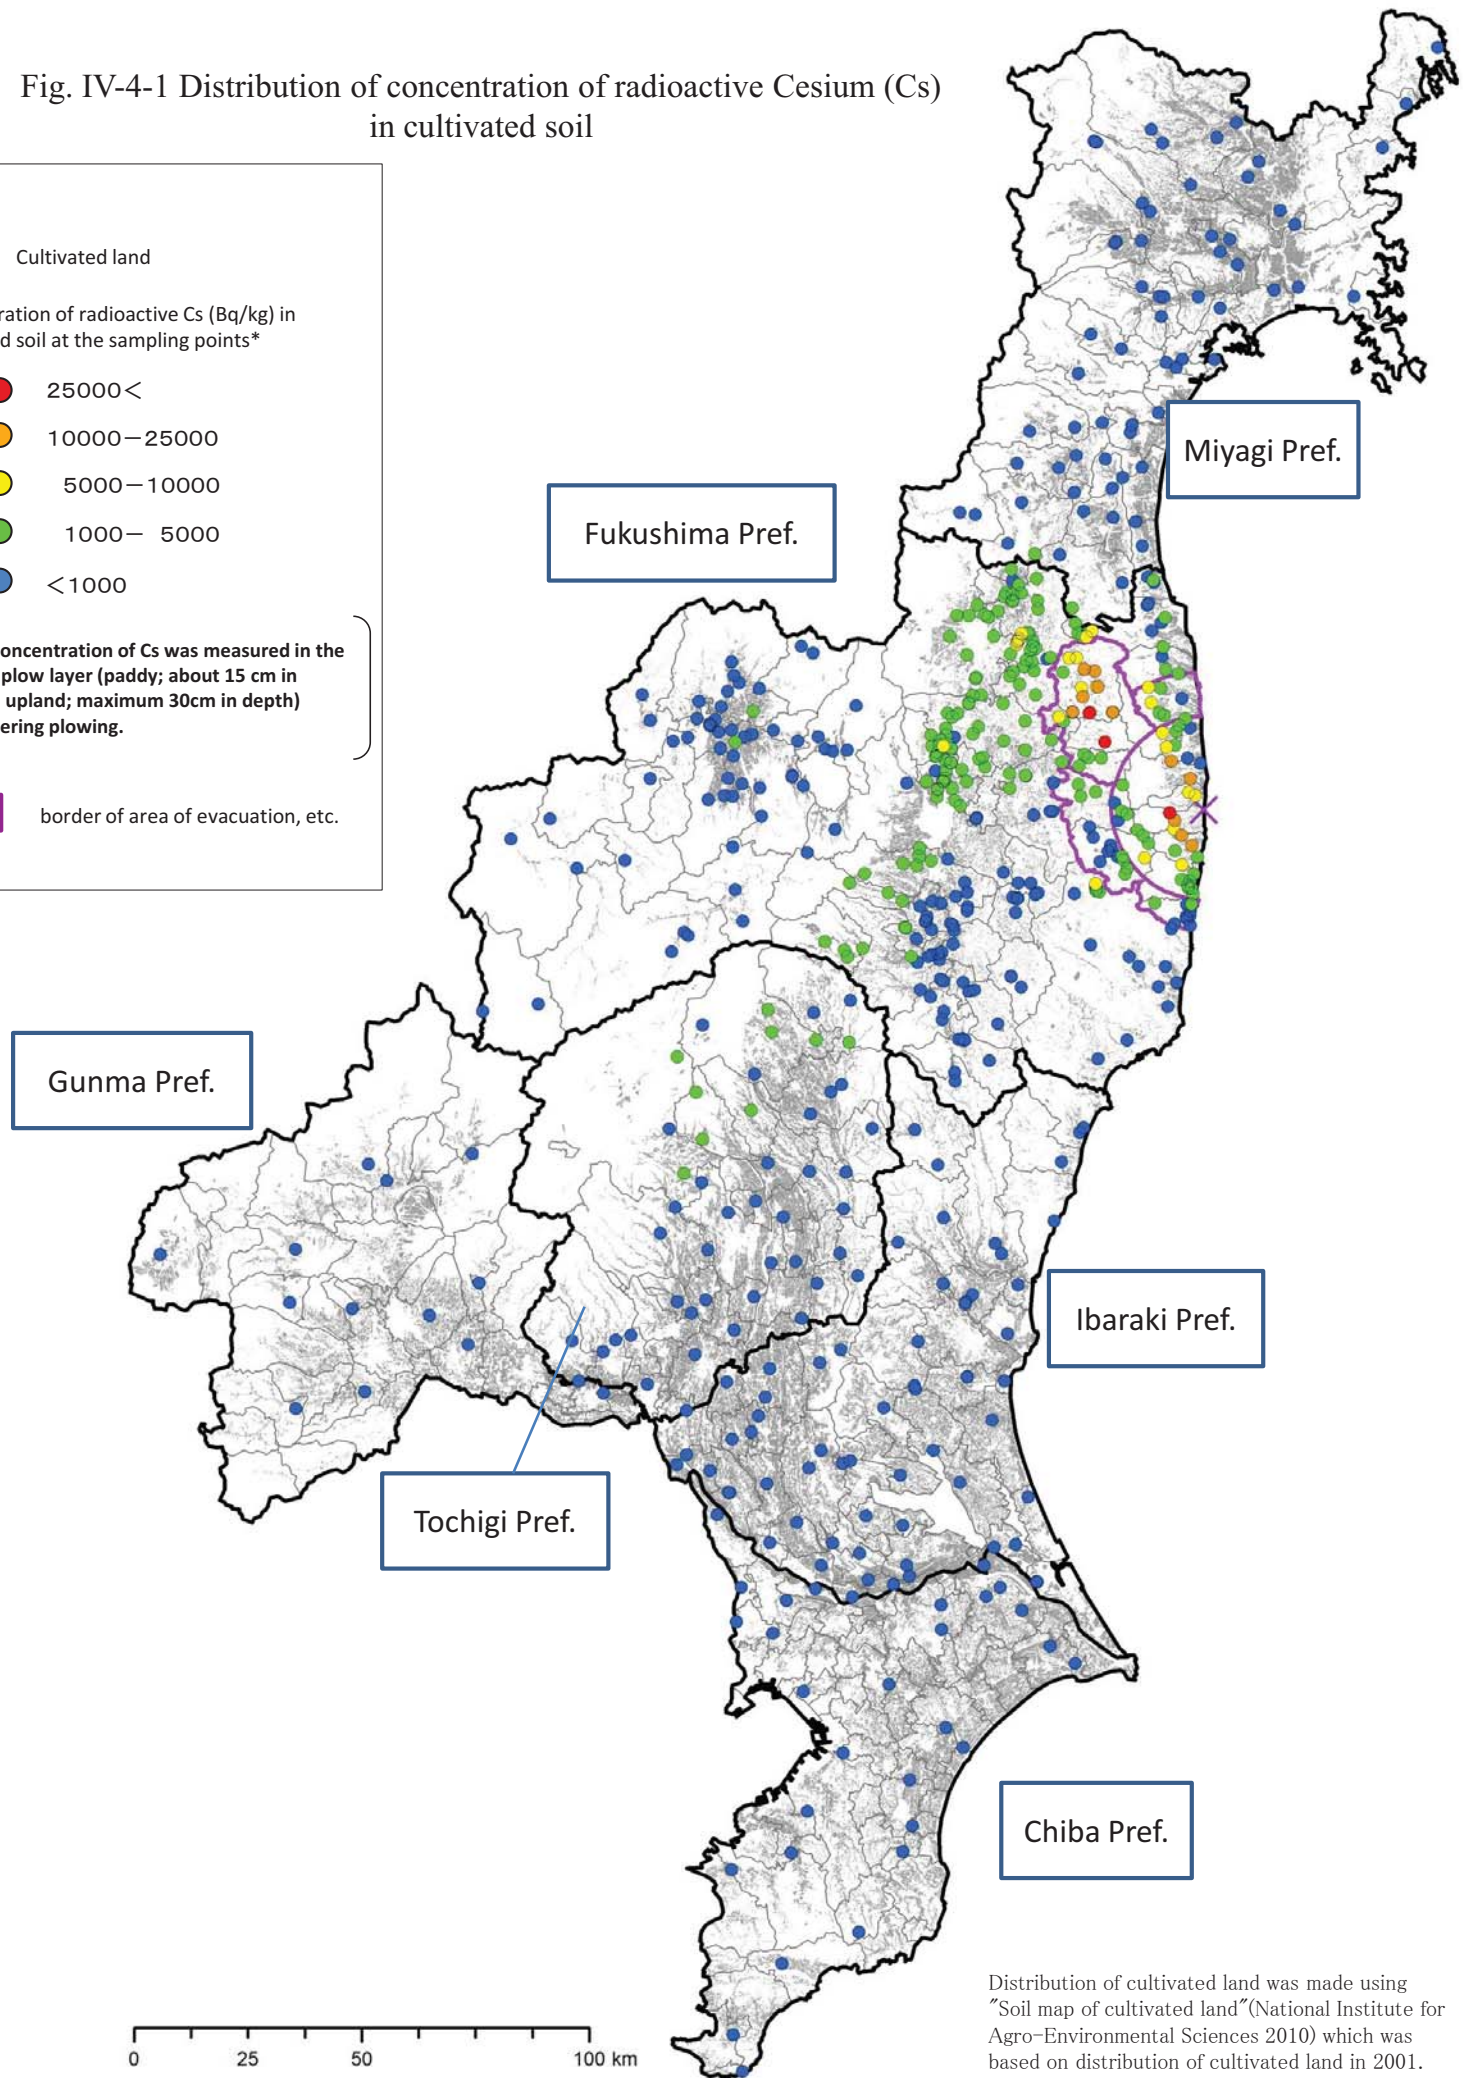 Fig. IV-4-1 Distribution of concentration of radioactive Cesium (Cs)
in cultivated soil
Cultivated land
ration of radioactive Cs (Bq/kg) in
d soil at the sampling points*
25000<
10000-25000
5000-10000
1000- 5000
<1000
oncentration of Cs was measured in the
plow layer (paddy; about 15 cm in
upland; maximum 30cm in depth)
ering plowing.
border of area of evacuation, etc.
Miyagi Pref.
Fukushima Pref.
Gunma Pref.
Ibaraki Pref.
Tochigi Pref.
Chiba Pref.
0 25 50 100 km
Distribution of cultivated land was made using
"Soil map of cultivated land"(National Institute for
Agro-Environmental Sciences 2010) which was
based on distribution of cultivated land in 2001.